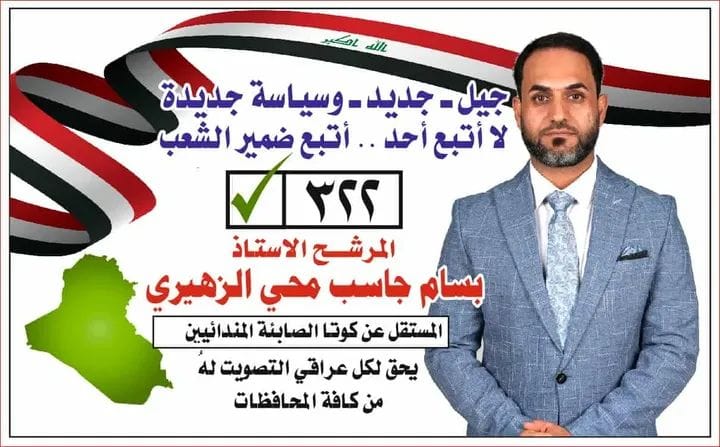 الله اكبر
جيل ـ جديد ـ وسياسة جديدة
لا أتبع أحد .. أتبع ضمير الشعب
٣٢٢
المرشح الاستاذ
بسام جاسب محي الزهيري
المستقل عن كوتا الصابئة المندائيين
يحق لكل عراقي التصويت لهُ
من كافة المحافظات